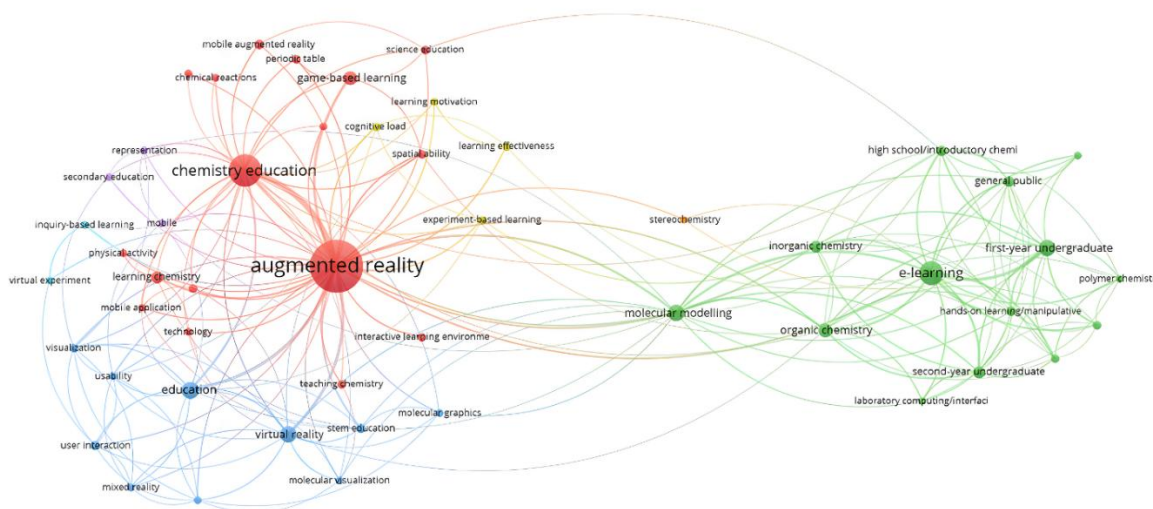 mobile augmented reality
science education
periodic table
chemical reactions
game-based learning
learning motivation
cognitive load
learning effectiveness
representation
high school/introductory chemi
spatial ability
chemistry education
secondary education
general public
experiment-based learning
stereochemistry
inquiry-based learning
mobile
inorganic chemistry
first-year undergraduate
physical activity
augmented reality
e-learning
learning chemistry
virtual experiment
polymer chemist
mobile application
molecular modelling
hands-on learning/manipulative
technology
organic chemistry
interactive learning environme
visualization
usability
second-year undergraduate
teaching chemistry
education
laboratory computing/interfaci
molecular graphics
stem education
virtual reality
user interaction
molecular visualization
mixed reality